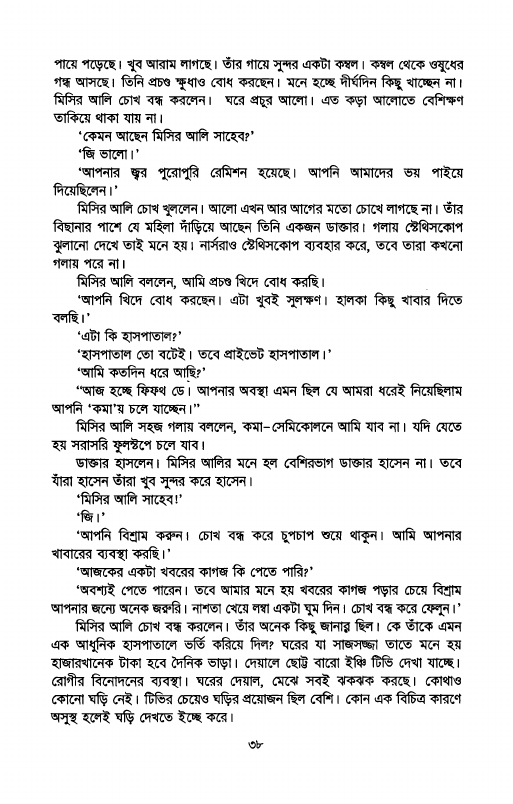 পায়ে পড়েছে। খুব আরাম লাগছে। তাঁর গায়ে সুন্দর একটা কম্বল। কম্বল থেকে ওষুধের
গন্ধ আসছে। তিনি প্রচণ্ড ক্ষুধাও বোধ করছেন। মনে হচ্ছে দীর্ঘদিন কিছু খাচ্ছেন না।
মিসির আলি চোখ বন্ধ করলেন। ঘরে প্রচুর আলো। এত কড়া আলোতে বেশিক্ষণ
তাকিয়ে থাকা যায় না।
‘কেমন আছেন মিসির আলি সাহেব?’
‘জি ভালো।’
‘আপনার জ্বর পুরোপুরি রেমিশন হয়েছে। আপনি আমাদের ভয় পাইয়ে
দিয়েছিলেন।’
মিসির আলি চোখ খুললেন। আলো এখন আর আগের মতো চোখে লাগছে না। তাঁর
বিছানার পাশে যে মহিলা দাঁড়িয়ে আছেন তিনি একজন ডাক্তার। গলায় স্টেথিসকোপ
ঝুলানো দেখে তাই মনে হয়। নার্সরাও স্টেথিসকোপ ব্যবহার করে, তবে তারা কখনো
গলায় পরে না।
মিসির আলি বললেন, আমি প্রচণ্ড খিদে বোধ করছি।
‘আপনি খিদে বোধ করছেন। এটা খুবই সুলক্ষণ। হালকা কিছু খাবার দিতে
বলছি।’
‘এটা কি হাসপাতাল?’
‘হাসপাতাল তো বটেই। তবে প্রাইভেট হাসপাতাল।’
‘আমি কতদিন ধরে আছি?’
“আজ হচ্ছে ফিফথ ডে। আপনার অবস্থা এমন ছিল যে আমরা ধরেই নিয়েছিলাম
আপনি ‘কমা’য় চলে যাচ্ছেন।”
মিসির আলি সহজ গলায় বললেন, কমা–সেমিকোলনে আমি যাব না। যদি যেতে
হয় সরাসরি ফুলস্টপে চলে যাব।
ডাক্তার হাসলেন। মিসির আলির মনে হল বেশিরভাগ ডাক্তার হাসেন না। তবে
যাঁরা হাসেন তাঁরা খুব সুন্দর করে হাসেন।
‘মিসির আলি সাহেব!’
‘জি।’
‘আপনি বিশ্রাম করুন। চোখ বন্ধ করে চুপচাপ শুয়ে থাকুন। আমি আপনার
খাবারের ব্যবস্থা করছি।’
‘আজকের একটা খবরের কাগজ কি পেতে পারি?’
‘অবশ্যই পেতে পারেন। তবে আমার মনে হয় খবরের কাগজ পড়ার চেয়ে বিশ্রাম
আপনার জন্যে অনেক জরুরি। নাশতা খেয়ে লম্বা একটা ঘুম দিন। চোখ বন্ধ করে ফেলুন।’
মিসির আলি চোখ বন্ধ করলেন। তাঁর অনেক কিছু জানার ছিল। কে তাঁকে এমন
এক আধুনিক হাসপাতালে ভর্তি করিয়ে দিল? ঘরের যা সাজসজ্জা তাতে মনে হয়
হাজারখানেক টাকা হবে দৈনিক ভাড়া। দেয়ালে ছোট্ট বারো ইঞ্চি টিভি দেখা যাচ্ছে।
রোগীর বিনোদনের ব্যবস্থা। ঘরের দেয়াল, মেঝে সবই ঝকঝক করছে। কোথাও
কোনো ঘড়ি নেই। টিভির চেয়েও ঘড়ির প্রয়োজন ছিল বেশি। কোন এক বিচিত্র কারণে
অসুস্থ হলেই ঘড়ি দেখতে ইচ্ছে করে।
৩৮